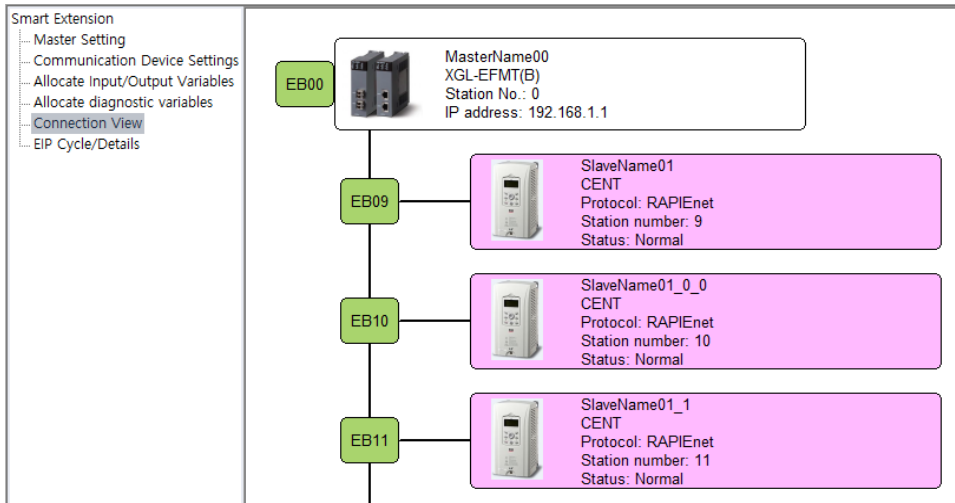 Smart Extension
Master Setting
Communication Device Settings
Allocate Input/Output Variables
Allocate diagnostic variables
Connection View
EIP Cycle/Details
EB00
MasterName00
XGL-EFMT(B)
Station No.: 0
IP address: 192.168.1.1
EB09
SlaveName01
CENT
Protocol: RAPIEnet
Station number: 9
Status: Normal
EB10
SlaveName01_0_0
CENT
Protocol: RAPIEnet
Station number: 10
Status: Normal
EB11
SlaveName01_1
CENT
Protocol: RAPIEnet
Station number: 11
Status: Normal